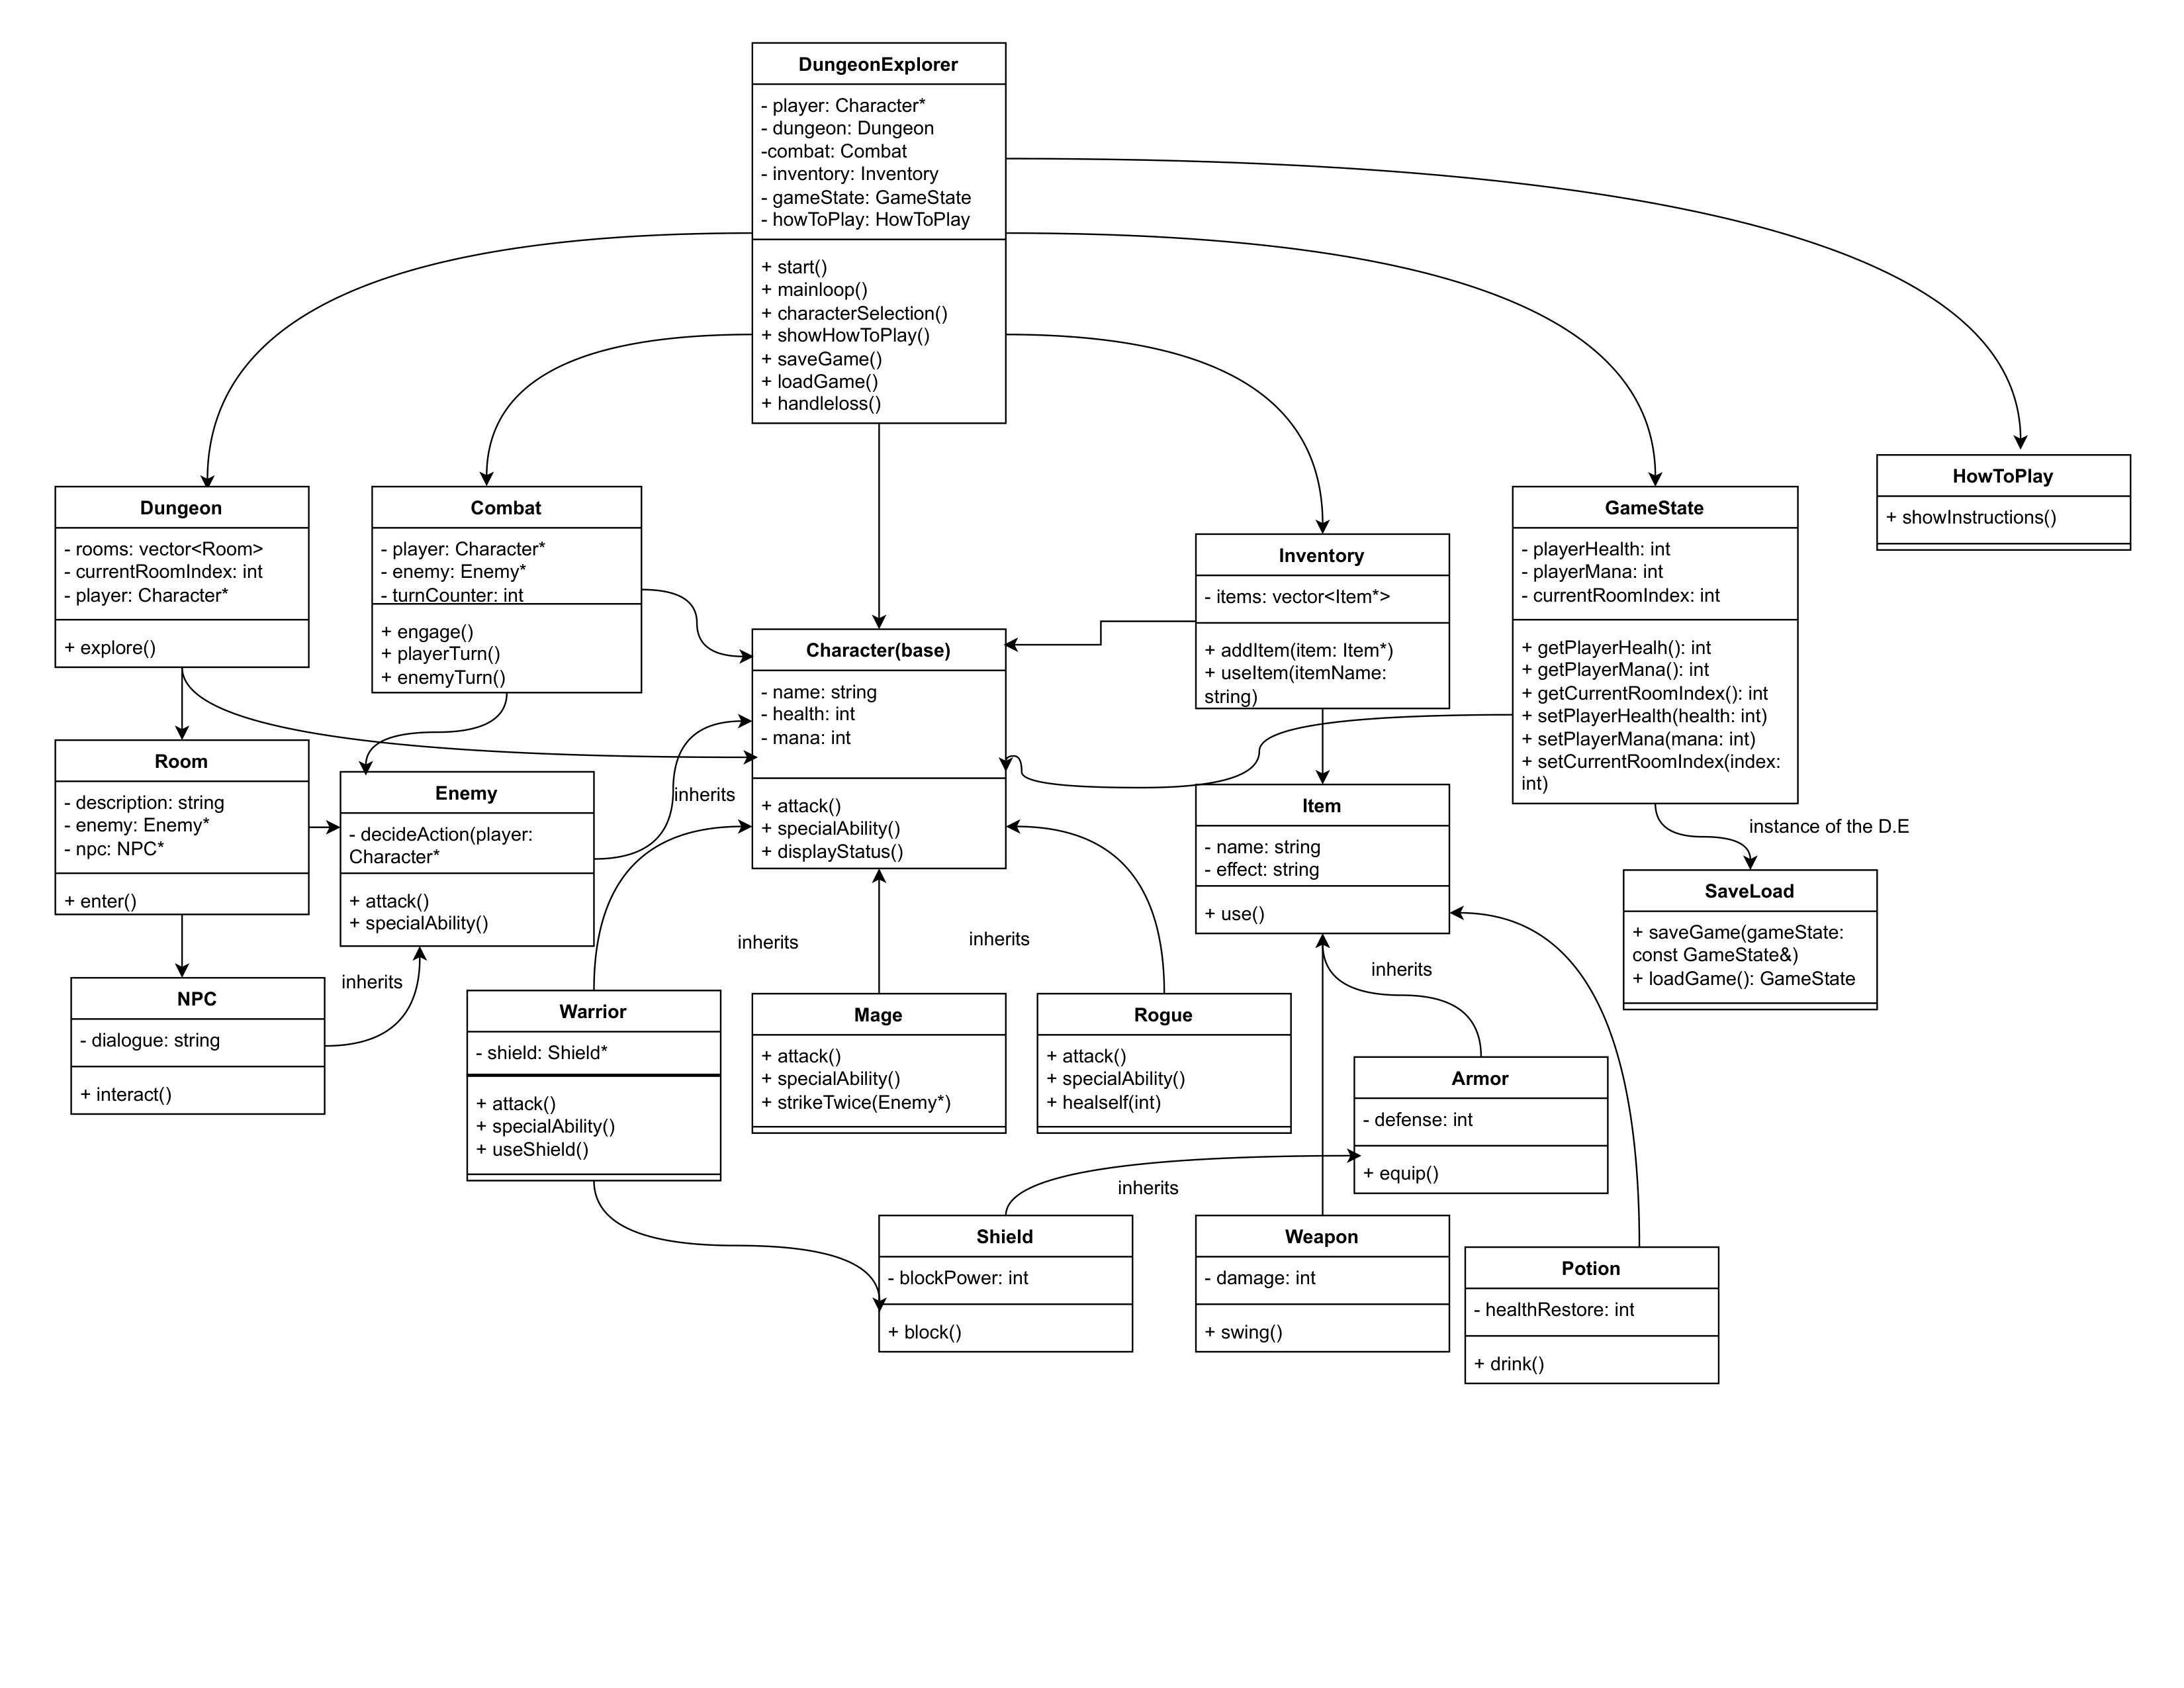 DungeonExplorer
- player: Character*
- dungeon: Dungeon
-combat: Combat
- inventory: Inventory
- gameState: GameState
- howToPlay: HowToPlay
+ start()
+ mainloop()
+ characterSelection()
+ showHowToPlay()
+ saveGame()
+ loadGame()
+ handleloss()
HowToPlay
+ showInstructions()
Dungeon
- rooms: vector<Room>
- currentRoomIndex: int
- player: Character*
+ explore()
Combat
- player: Character*
- enemy: Enemy*
- turnCounter: int
+ engage()
+ playerTurn()
+ enemyTurn()
Inventory
- items: vector<Item*>
+ addItem(item: Item*)
+ useItem(itemName:
string)
GameState
- playerHealth: int
- playerMana: int
- currentRoomIndex: int
+ getPlayerHealh(): int
+ getPlayerMana(): int
+ getCurrentRoomIndex(): int
+ setPlayerHealth(health: int)
+ setPlayerMana(mana: int)
+ setCurrentRoomIndex(index:
int)
Character(base)
- name: string
- health: int
- mana: int
+ attack()
+ specialAbility()
+ displayStatus()
Room
- description: string
- enemy: Enemy*
- npc: NPC*
+ enter()
Enemy
- decideAction(player:
Character*
+ attack()
+ specialAbility()
inherits
Item
- name: string
- effect: string
+ use()
instance of the D.E
SaveLoad
+ saveGame(gameState:
const GameState&)
+ loadGame(): GameState
inherits
inherits
inherits
inherits
NPC
- dialogue: string
+ interact()
Warrior
- shield: Shield*
+ attack()
+ specialAbility()
+ useShield()
Mage
+ attack()
+ specialAbility()
+ strikeTwice(Enemy*)
Rogue
+ attack()
+ specialAbility()
+ healself(int)
Armor
- defense: int
+ equip()
inherits
Shield
- blockPower: int
+ block()
Weapon
- damage: int
+ swing()
Potion
- healthRestore: int
+ drink()